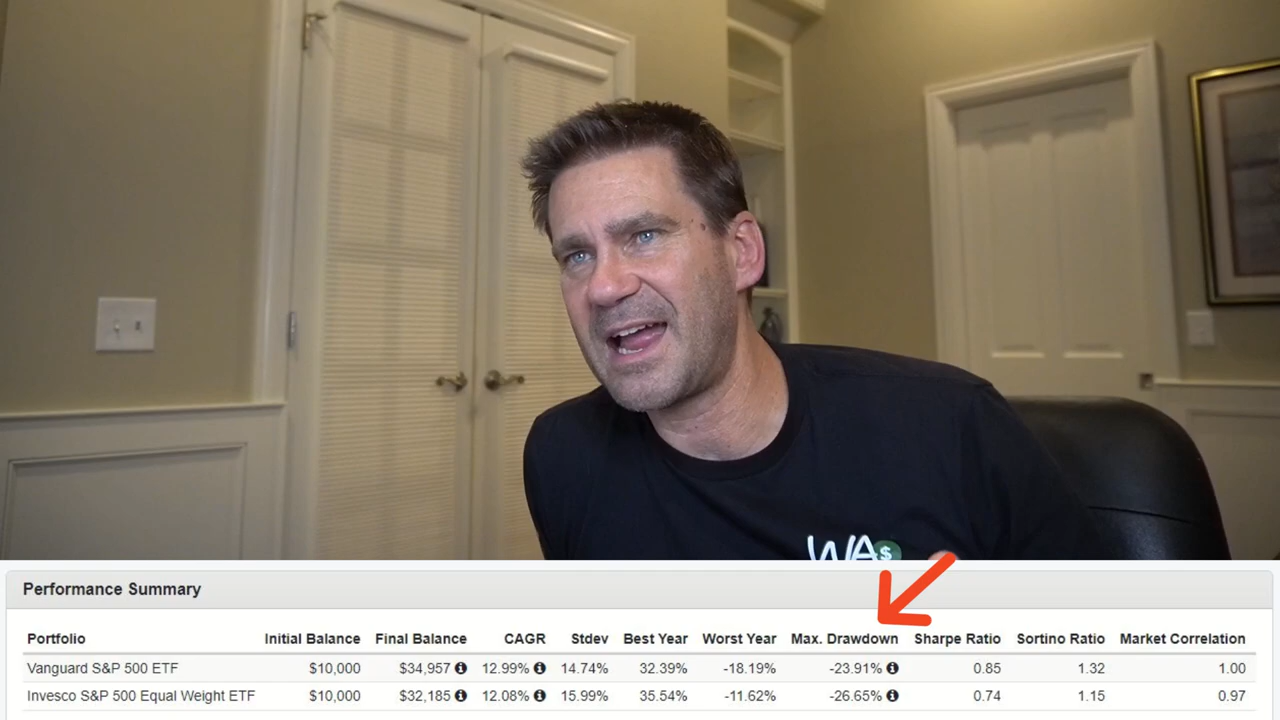 WA$
Performance Summary
Portfolio Initial Balance Final Balance CAGR Stdev Best Year Worst Year Max. Drawdown Sharpe Ratio Sortino Ratio Market Correlation
Vanguard S&P 500 ETF $10,000 $34,957 12.99% 14.74% 32.39% -18.19% -23.91% 0.85 1.32 1.00
Invesco S&P 500 Equal Weight ETF $10,000 $32,185 12.08% 15.99% 35.54% -11.62% -26.65% 0.74 1.15 0.97